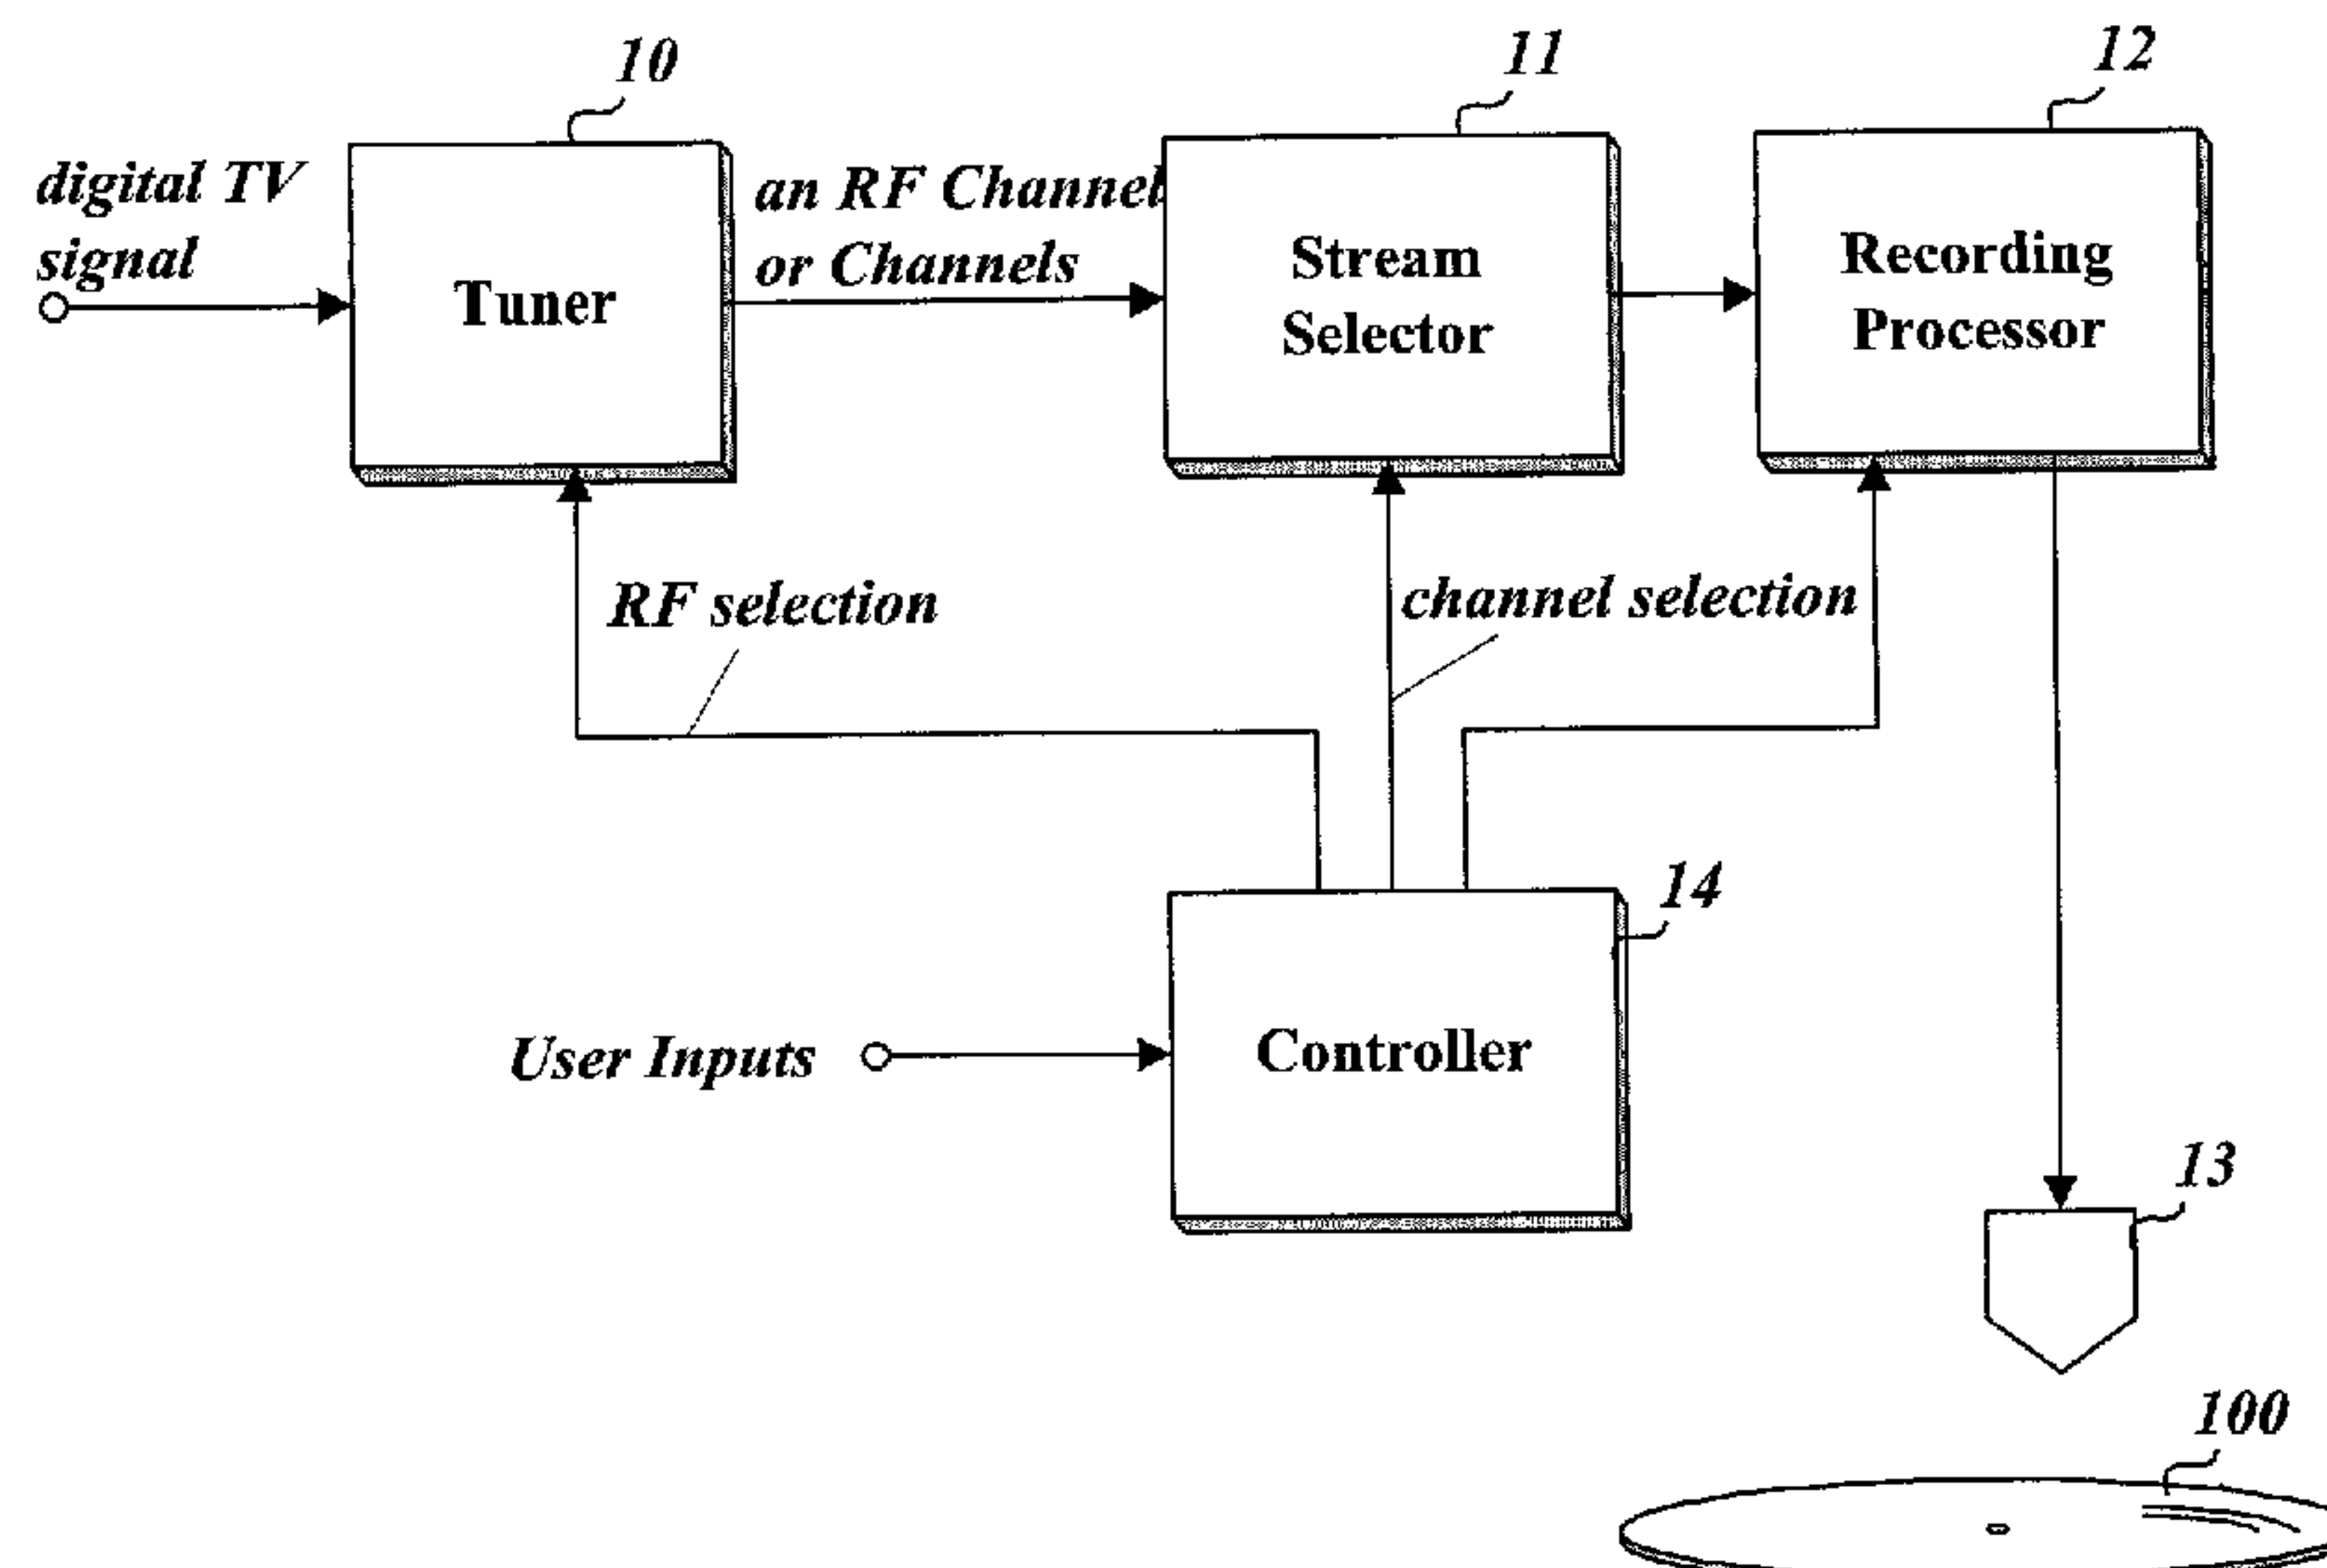 10
11
12
digital TV
signal
Tuner
an RF Channel
or Channels
Stream
Selector
Recording
Processor
RF selection
channel selection
14
User Inputs
Controller
13
100